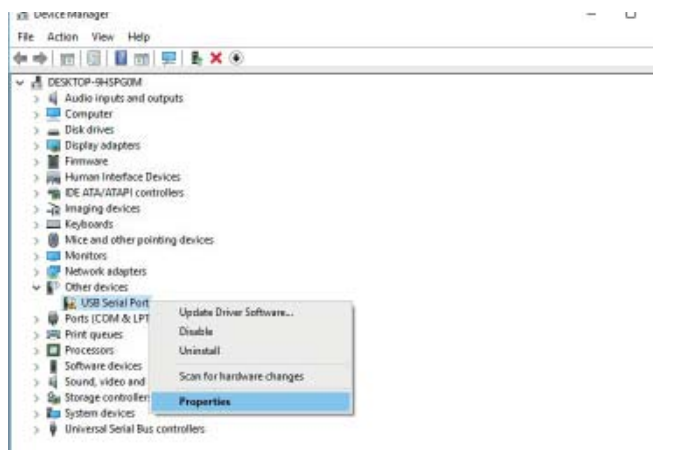 Device Manager
File Action View Help
DESKTOP-9HSPG0M
Audio inputs and outputs
Computer
Disk drives
Display adapters
Firmware
Human Interface Devices
IDE ATA/ATAPI controllers
Imaging devices
Keyboards
Mice and other pointing devices
Monitors
Network adapters
Other devices
USB Serial Port
Ports (COM & LPT
Print queues
Processors
Software devices
Sound, video and
Storage controller
System devices
Universal Serial Bus controllers
Update Driver Software...
Disable
Uninstall
Scan for hardware changes
Properties